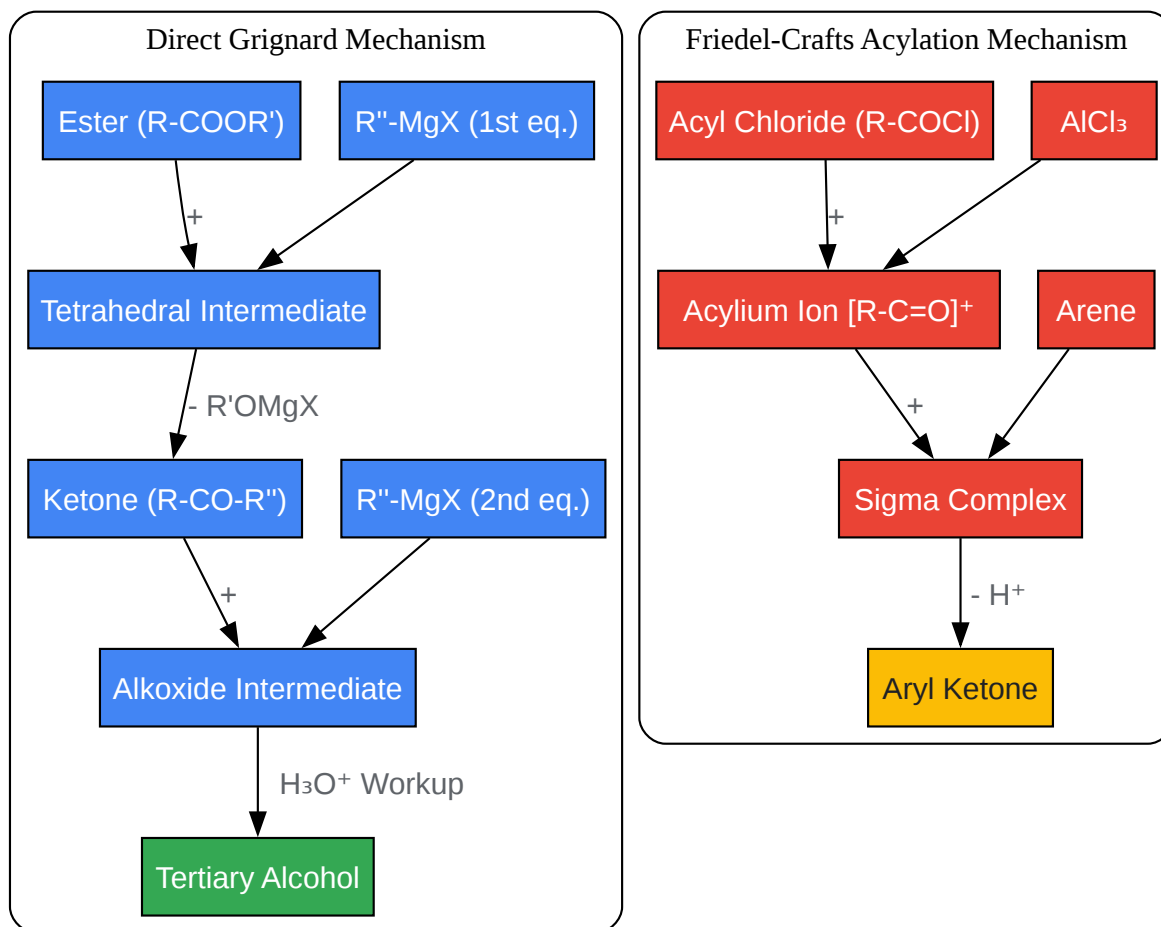 Direct Grignard Mechanism
Ester (R-COOR')
R''-MgX (1st eq.)
+
Tetrahedral Intermediate
- R'OMgX
Ketone (R-CO-R'')
R''-MgX (2nd eq.)
+
Alkoxide Intermediate
H₃O⁺ Workup
Tertiary Alcohol
Friedel-Crafts Acylation Mechanism
Acyl Chloride (R-COCl)
AlCl₃
+
Acylium Ion [R-C=O]⁺
Arene
+
Sigma Complex
- H⁺
Aryl Ketone